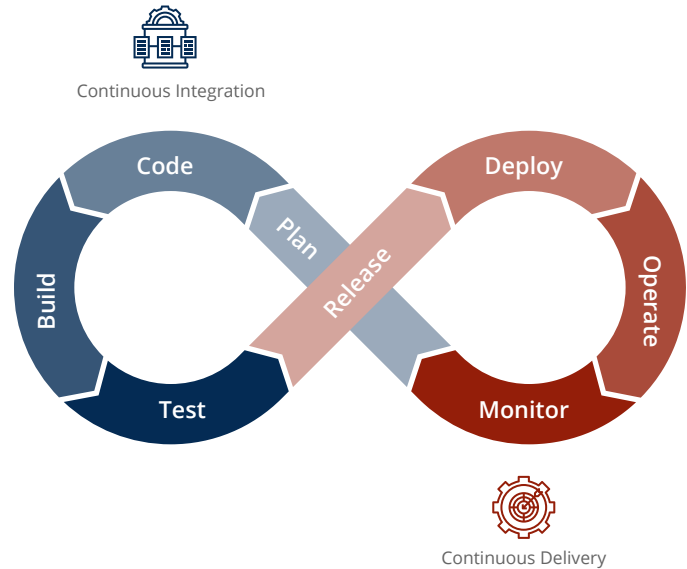 Continuous Integration
Code
Deploy
Plan
Release
Build
Operate
Test
Monitor
Continuous Delivery